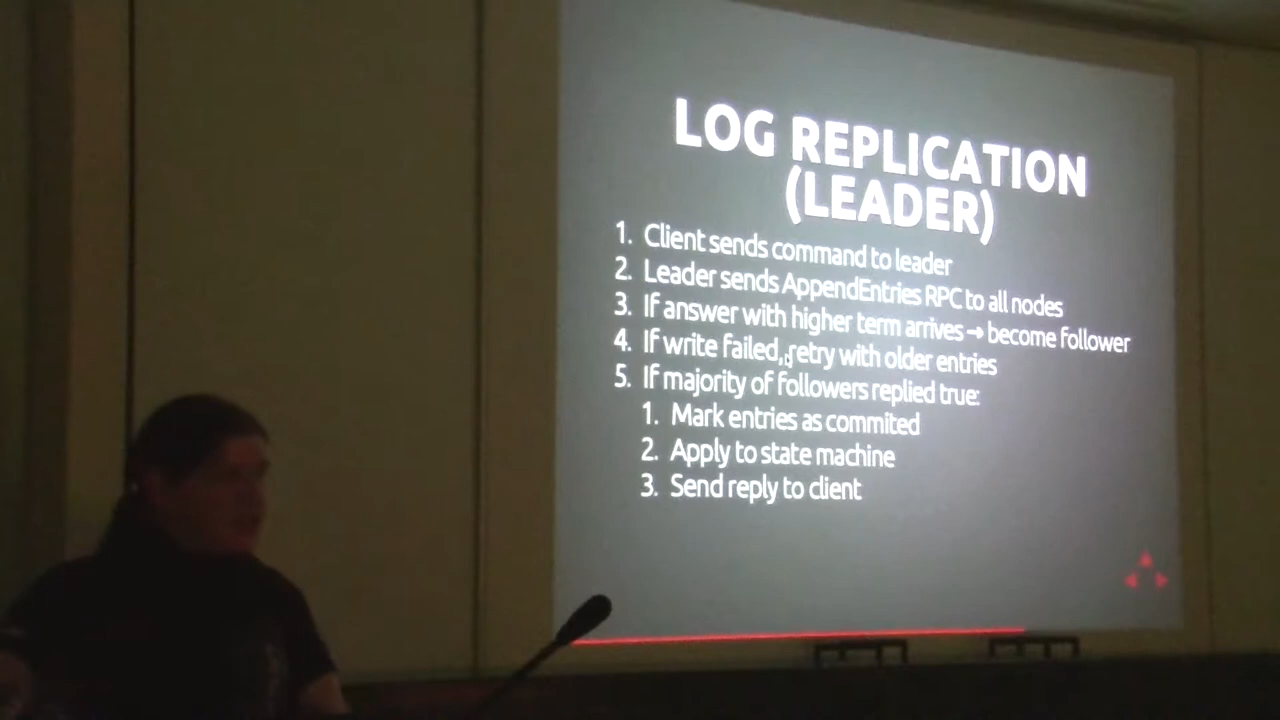 LOG REPLICATION
(LEADER)
1. Client sends command to leader
2. Leader sends AppendEntries RPC to all nodes
3. If answer with higher term arrives → become follower
4. If write failed, retry with older entries
5. If majority of followers replied true:
1. Mark entries as commited
2. Apply to state machine
3. Send reply to client